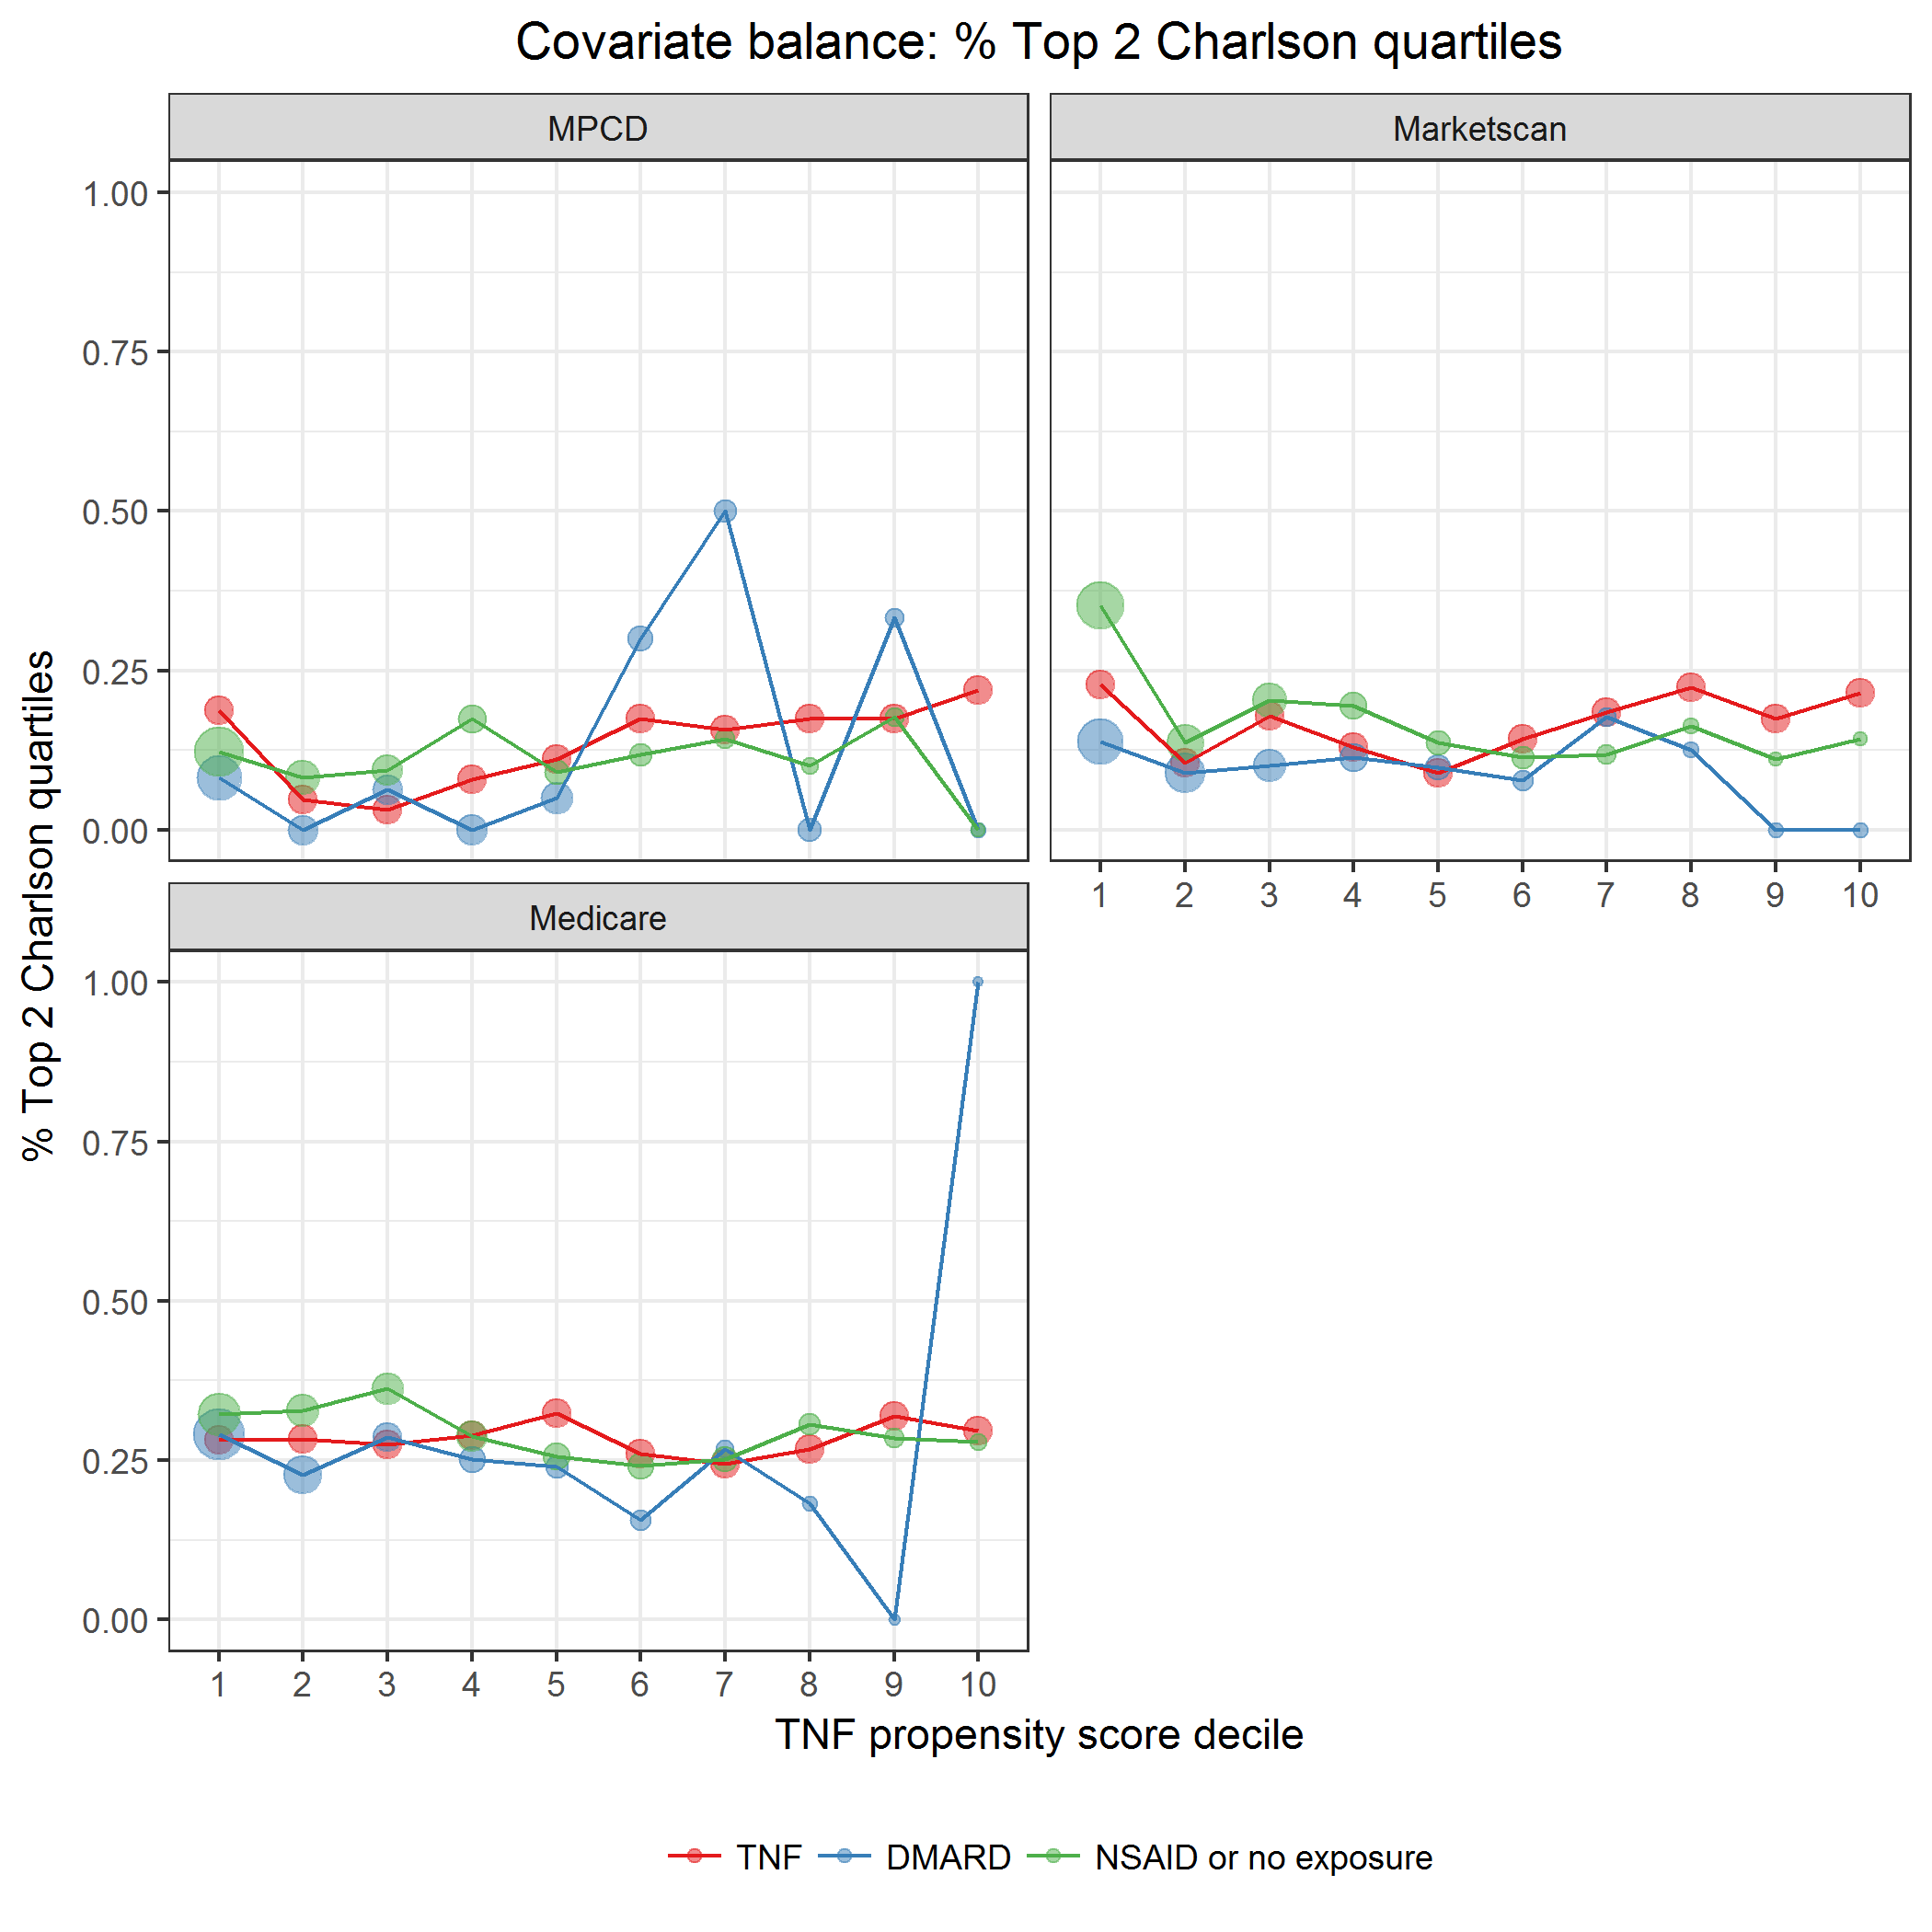 Covariate balance: % Top 2 Charlson quartiles
MPCD
Marketscan
1.00
0.75
0.50
0.25
0.00
1 2 3 4 5 6 7 8 9 10
Medicare
1.00
0.75
0.50
0.25
0.00
1 2 3 4 5 6 7 8 9 10
% Top 2 Charlson quartiles
TNF propensity score decile
TNF DMARD NSAID or no exposure